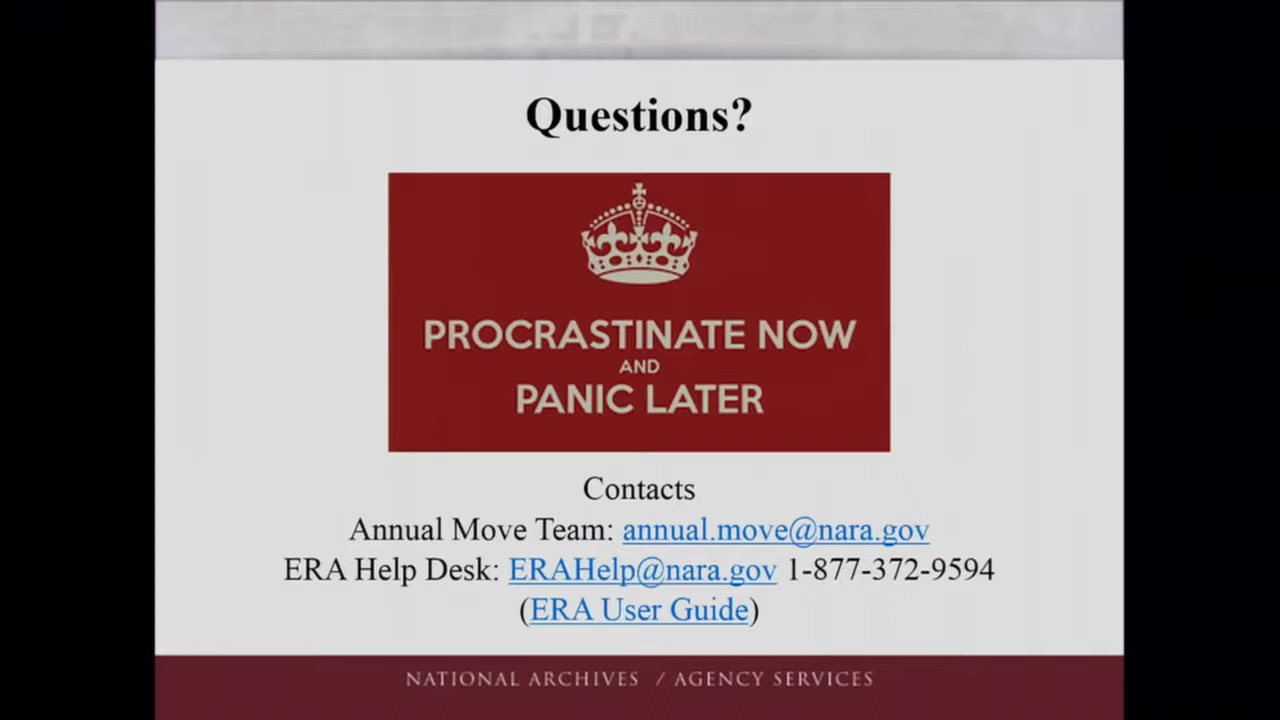 Questions?
PROCRASTINATE NOW
AND
PANIC LATER
Contacts
Annual Move Team: annual.move@nara.gov
ERA Help Desk: ERAHelp@nara.gov 1-877-372-9594
(ERA User Guide)
NATIONAL ARCHIVES / AGENCY SERVICES